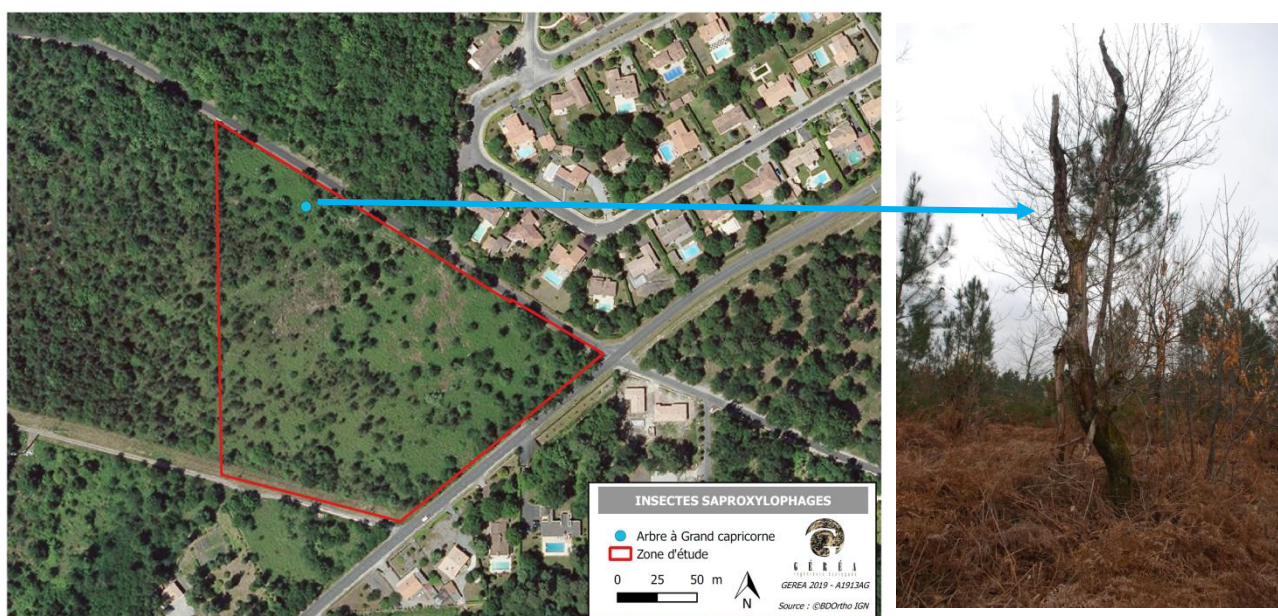 INSECTES SAPROXYLOPHAGES
Arbre à Grand capricorne
Zone d'étude
0 25 50 m
N
GÉRÉA
GEREA 2019 - A1913AG
Source : ©BDOrtho IGN